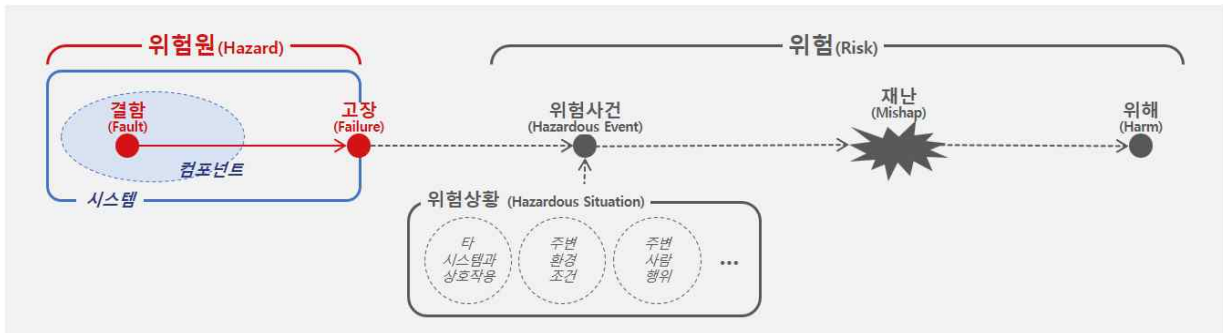 위험원(Hazard)
위험(Risk)
결함
(Fault)
고장
(Failure)
위험사건
(Hazardous Event)
재난
(Mishap)
위해
(Harm)
컴포넌트
시스템
위험상황 (Hazardous Situation)
타
시스템과
상호작용
주변
환경
조건
주변
사람
행위
...